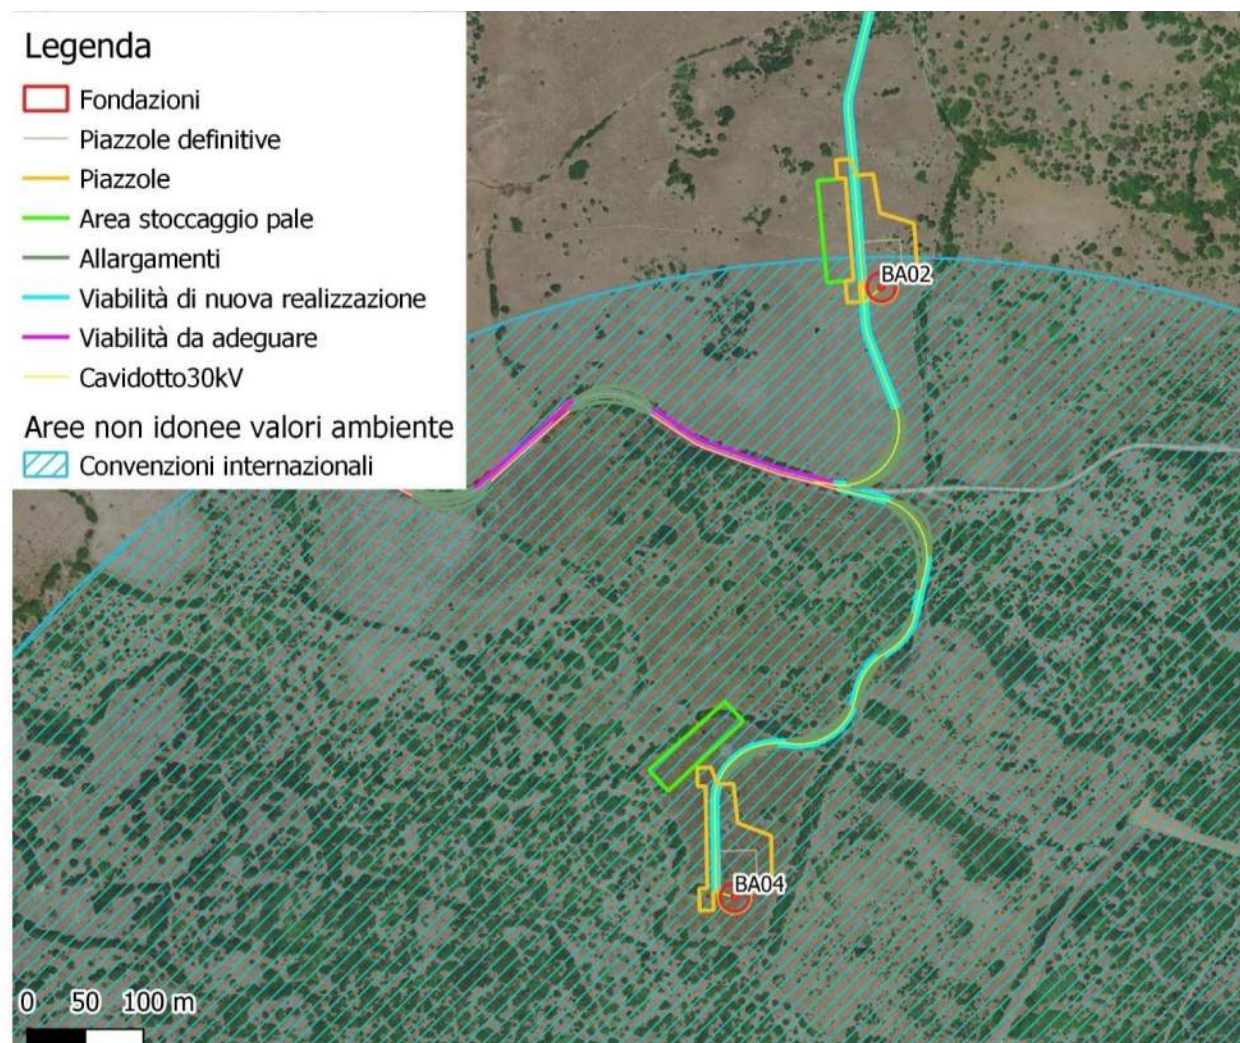 Legenda
Fondazioni
Piazzole definitive
Piazzole
Area stoccaggio pale
Allargamenti
Viabilità di nuova realizzazione
Viabilità da adeguare
Cavidotto30kV
Aree non idonee valori ambiente
Convenzioni internazionali
BA02
BA04
0 50 100 m